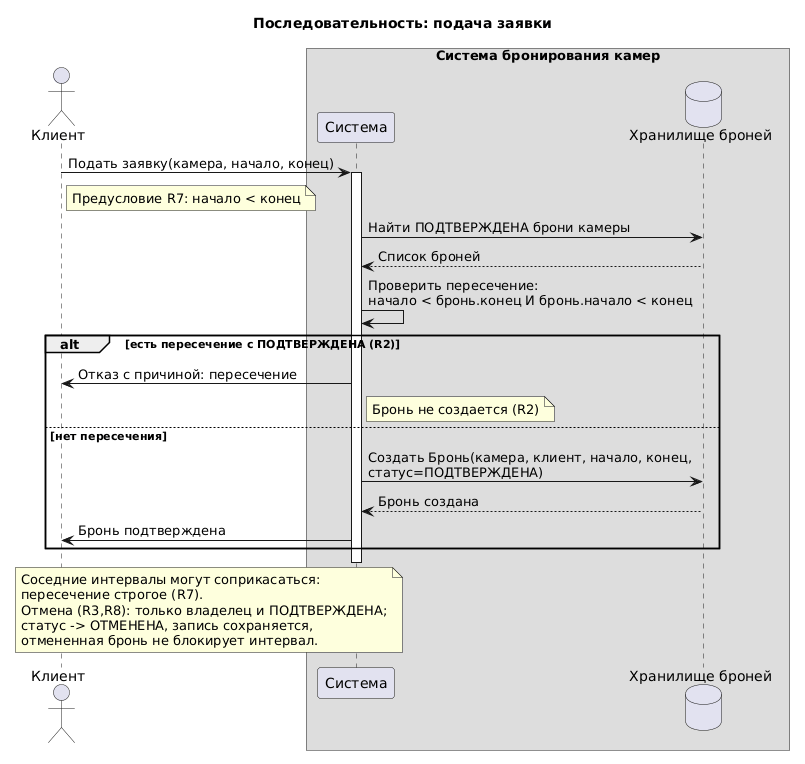 Последовательность: подача заявки
Система бронирования камер
Клиент
Система
Хранилище броней
Подать заявку(камера, начало, конец)
Предусловие R7: начало < конец
Найти ПОДТВЕРЖДЕНА брони камеры
Список броней
Проверить пересечение:
начало < бронь.конец И бронь.начало < конец
alt
[есть пересечение с ПОДТВЕРЖДЕНА (R2)]
Отказ с причиной: пересечение
Бронь не создается (R2)
[нет пересечения]
Создать Бронь(камера, клиент, начало, конец,
статус=ПОДТВЕРЖДЕНА)
Бронь создана
Бронь подтверждена
Соседние интервалы могут соприкасаться:
пересечение строгое (R7).
Отмена (R3,R8): только владелец и ПОДТВЕРЖДЕНА;
статус -> ОТМЕНЕНА, запись сохраняется,
отмененная бронь не блокирует интервал.
Клиент
Система
Хранилище броней